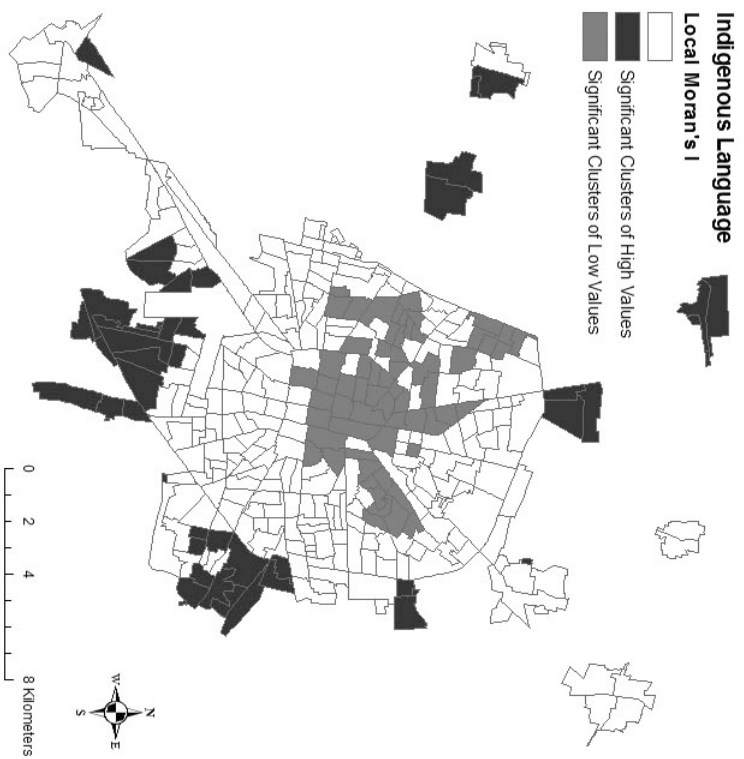 Indigenous Language
Local Moran's I
Significant Clusters of High Values
Significant Clusters of Low Values
0 2 4 8 Kilometers
N
W E
S